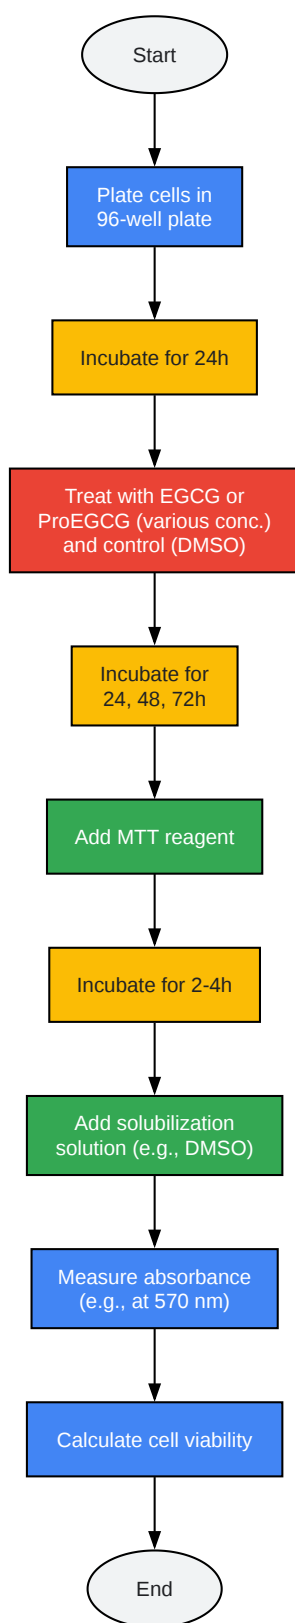 Start
Plate cells in
96-well plate
Incubate for 24h
Treat with EGCG or
ProEGCG (various conc.)
and control (DMSO)
Incubate for
24, 48, 72h
Add MTT reagent
Incubate for 2-4h
Add solubilization
solution (e.g., DMSO)
Measure absorbance
(e.g., at 570 nm)
Calculate cell viability
End